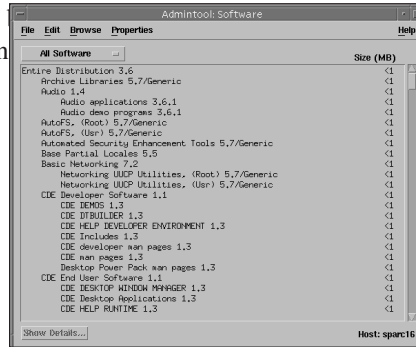 Admintool: Software
File Edit Browse Properties Help
All Software Size (MB)
Entire Distribution 3.6 <1
Archive Libraries 5.7/Generic <1
Audio 1.4 <1
Audio applications 3.6.1 <1
Audio demo programs 3.6.1 <1
AutoFS, (Root) 5.7/Generic <1
AutoFS, (Usr) 5.7/Generic <1
Automated Security Enhancement Tools 5.7/Generic <1
Base Partial Locales 5.5 <1
Basic Networking 7.2 <1
Networking UUCP Utilities, (Root) 5.7/Generic <1
Networking UUCP Utilities, (Usr) 5.7/Generic <1
CDE Developer Software 1.1 <1
CDE DEMOS 1.3 <1
CDE DTBUILDER 1.3 <1
CDE HELP DEVELOPER ENVIRONMENT 1.3 <1
CDE Includes 1.3 <1
CDE developer man pages 1.3 <1
CDE man pages 1.3 <1
Desktop Power Pack man pages 1.3 <1
CDE End User Software 1.1 <1
CDE DESKTOP WINDOW MANAGER 1.3 <1
CDE Desktop Applications 1.3 <1
CDE HELP RUNTIME 1.3 <1
Show Details... Host: sparc16